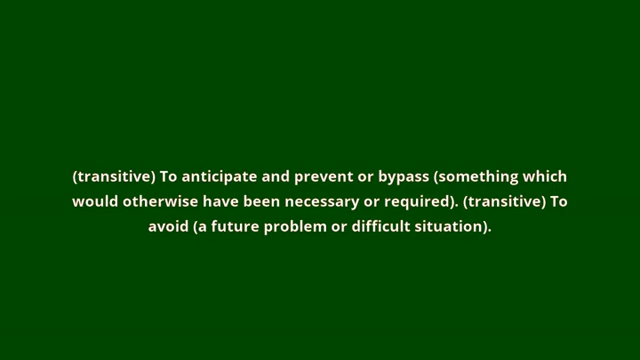 (transitive) To anticipate and prevent or bypass (something which
would otherwise have been necessary or required). (transitive) To
avoid (a future problem or difficult situation).